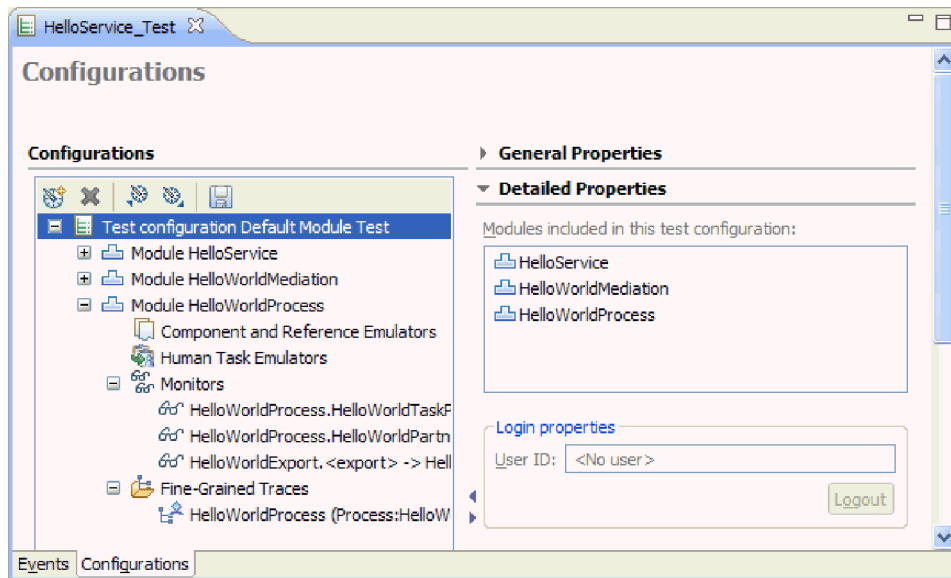 HelloService_Test
Configurations
Configurations
Test configuration Default Module Test
Module HelloService
Module HelloWorldMediation
Module HelloWorldProcess
Component and Reference Emulators
Human Task Emulators
Monitors
HelloWorldProcess.HelloWorldTaskP
HelloWorldProcess.HelloWorldPartn
HelloWorldExport.<export> -> Hell
Fine-Grained Traces
HelloWorldProcess (Process:HelloW
General Properties
Detailed Properties
Modules included in this test configuration:
HelloService
HelloWorldMediation
HelloWorldProcess
Login properties
User ID: <No user>
Logout
Events Configurations